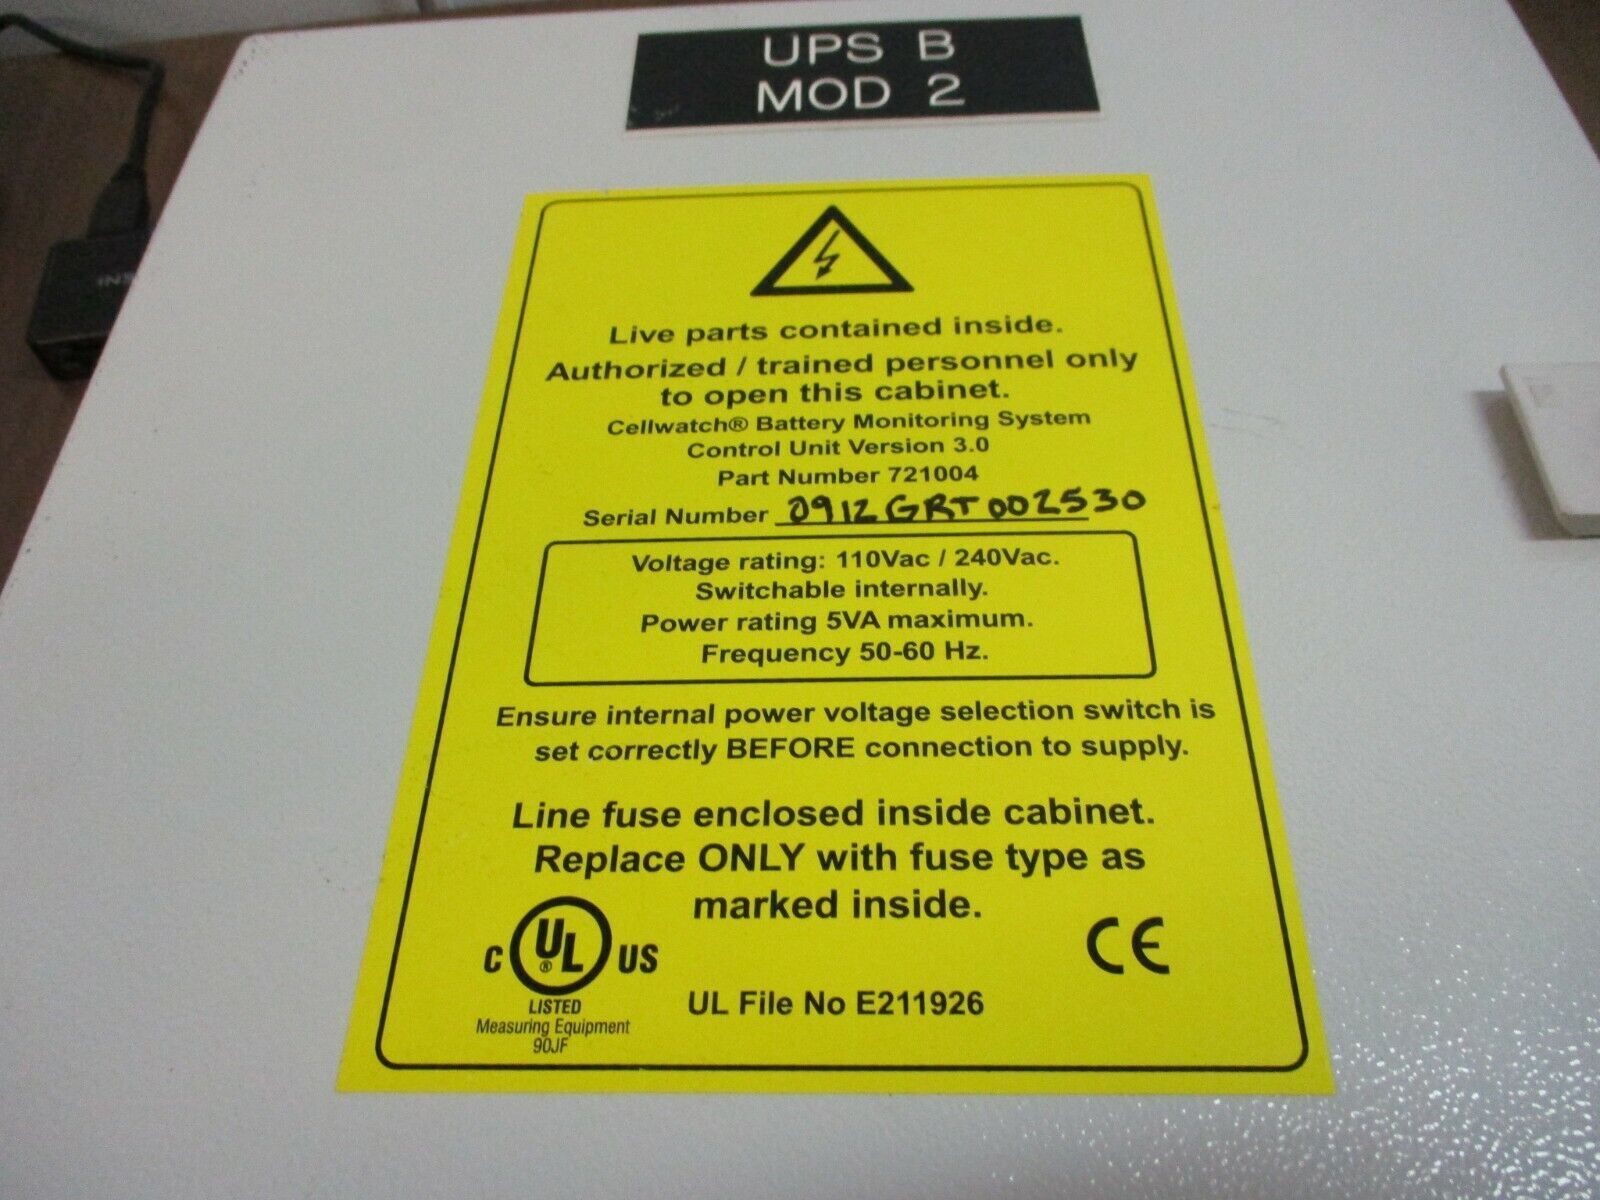 UPS B
MOD 2
Live parts contained inside.
Authorized / trained personnel only
to open this cabinet.
Cellwatch® Battery Monitoring System
Control Unit Version 3.0
Part Number 721004
Serial Number 0912GRT002530
Voltage rating: 110Vac / 240Vac.
Switchable internally.
Power rating 5VA maximum.
Frequency 50-60 Hz.
Ensure internal power voltage selection switch is
set correctly BEFORE connection to supply.
Line fuse enclosed inside cabinet.
Replace ONLY with fuse type as
marked inside.
C UL® US
CE
LISTED
Measuring Equipment
90JF
UL File No E211926